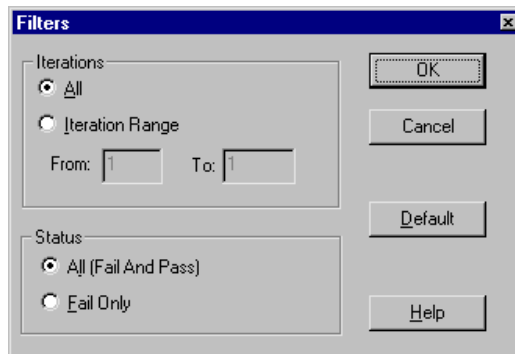 Filters
Iterations
All
Iteration Range
From: 1 To: 1
Status
All (Fail And Pass)
Fail Only
OK
Cancel
Default
Help